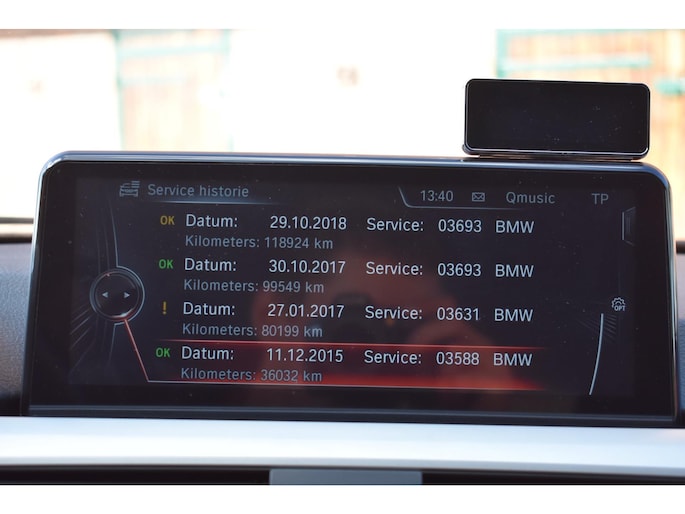 Service historie 13:40 Qmusic TP
OK Datum: 29.10.2018 Service: 03693 BMW
Kilometers: 118924 km
OK Datum: 30.10.2017 Service: 03693 BMW
Kilometers: 99549 km
! Datum: 27.01.2017 Service: 03631 BMW
Kilometers: 80199 km
OPT
OK Datum: 11.12.2015 Service: 03588 BMW
Kilometers: 36032 km